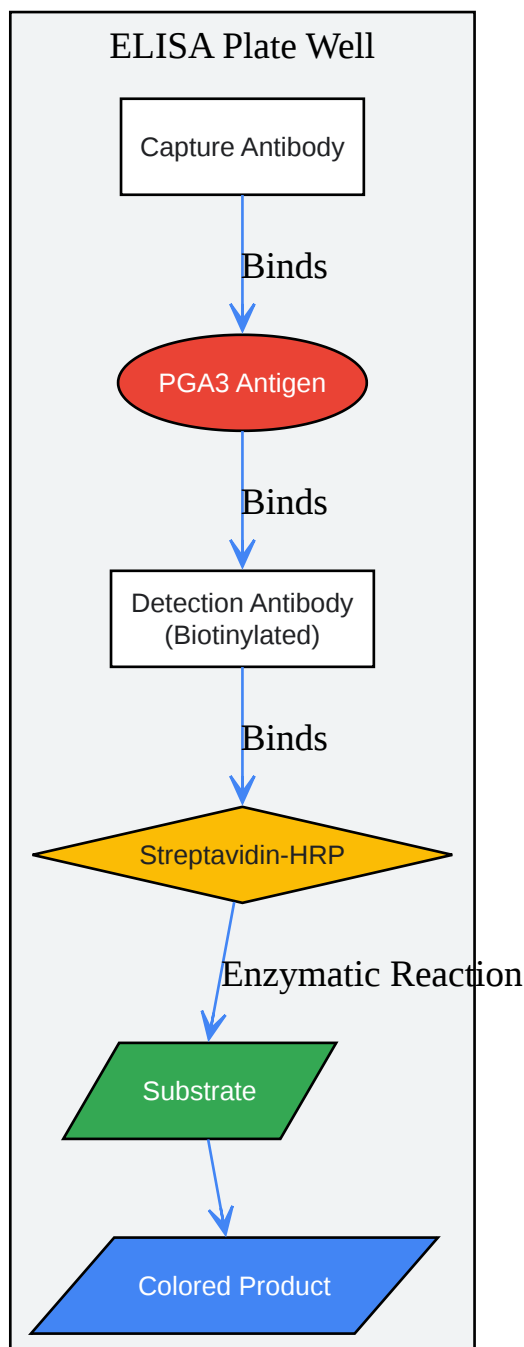 ELISA Plate Well
Capture Antibody
Binds
PGA3 Antigen
Binds
Detection Antibody
(Biotinylated)
Binds
Streptavidin-HRP
Enzymatic Reaction
Substrate
Colored Product